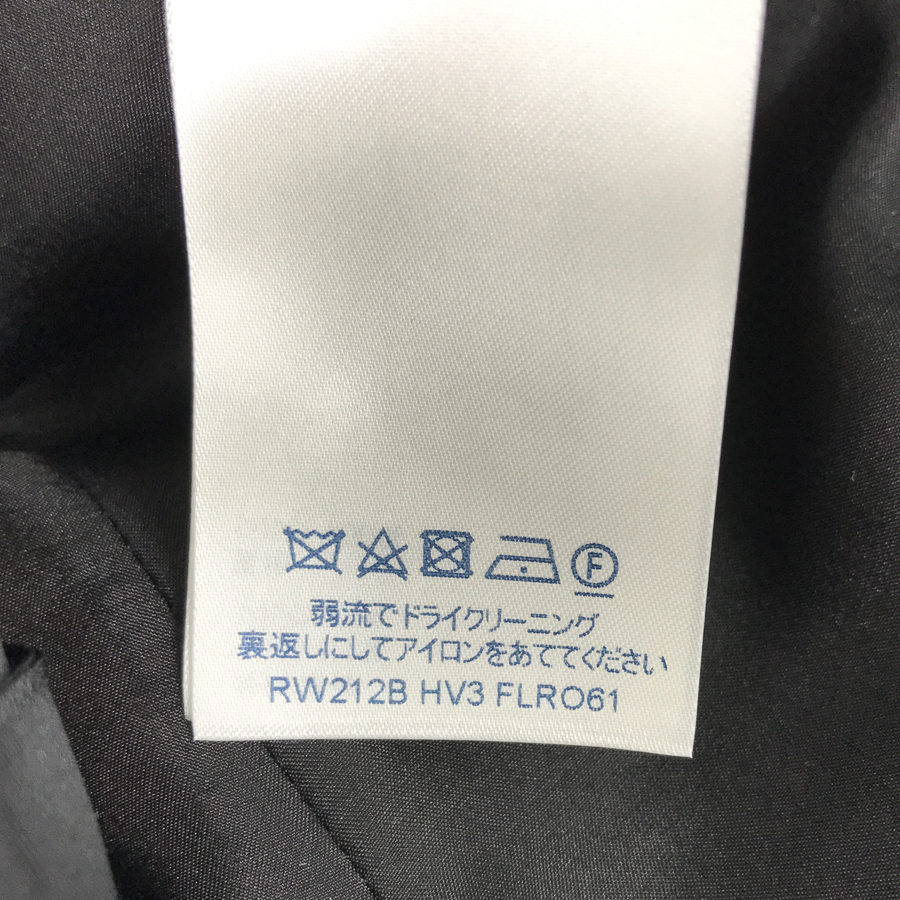 F
弱流でドライクリーニング
裏返しにしてアイロンをあててください
RW212B HV3 FLRO61